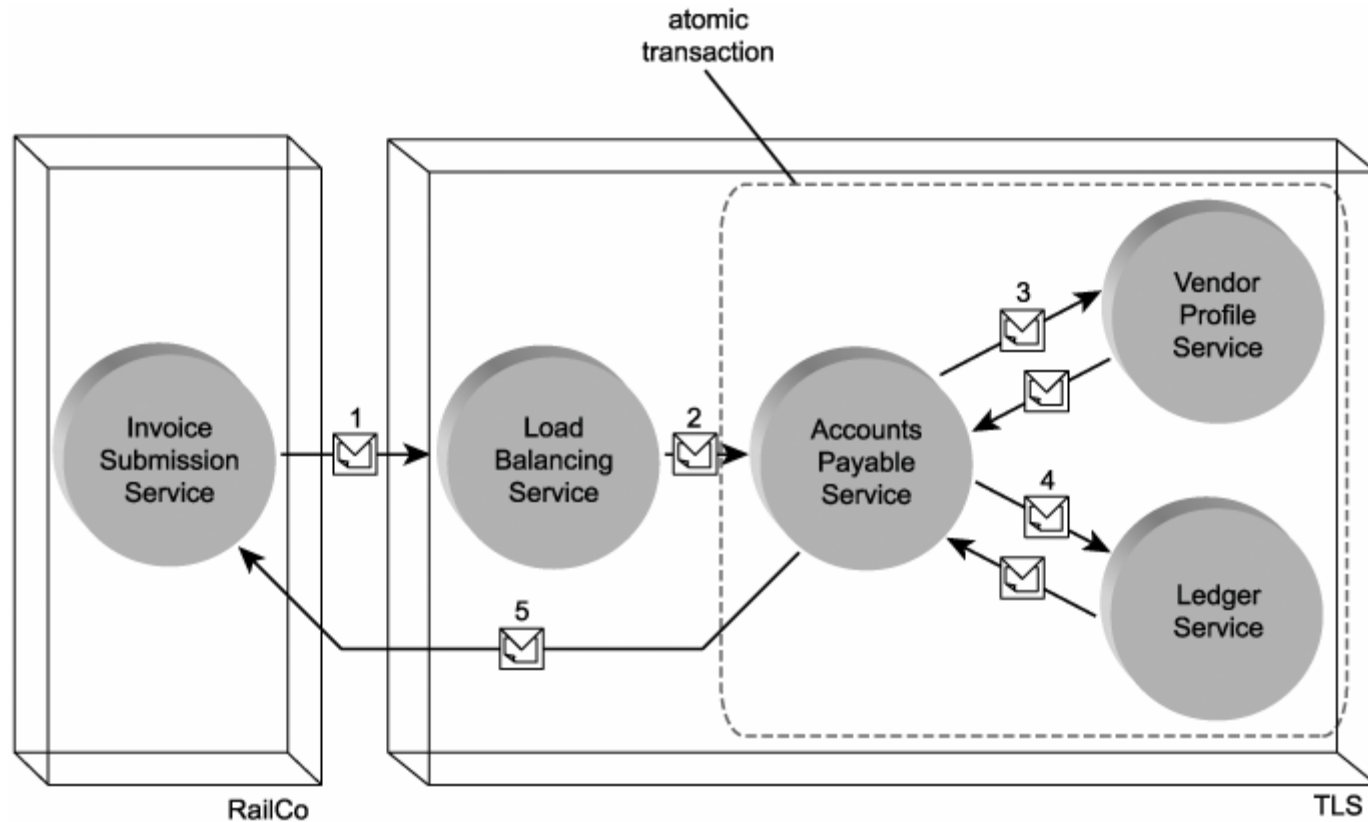 atomic
transaction
3
Vendor
Profile
Service
1
2
Invoice
Submission
Service
Load
Balancing
Service
Accounts
Payable
Service
4
5
Ledger
Service
RailCo
TLS